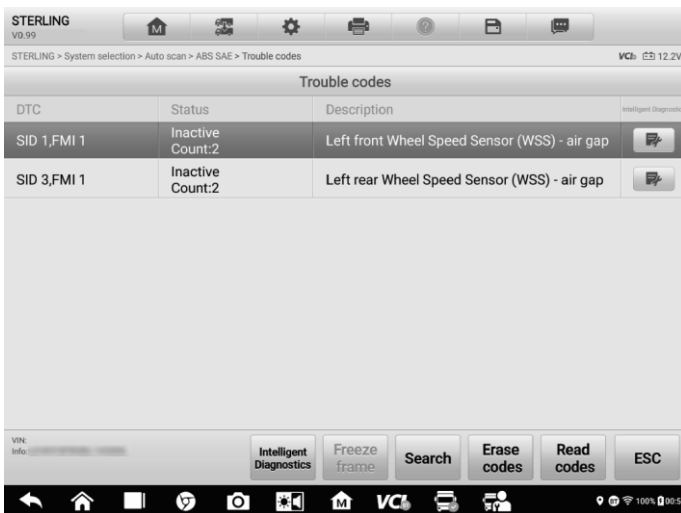 STERLING
V0.99
M
?
STERLING > System selection > Auto scan > ABS SAE > Trouble codes
VCI 12.2V
Trouble codes
DTC Status Description Intelligent Diagnostic
SID 1,FMI 1 Inactive Count:2 Left front Wheel Speed Sensor (WSS) - air gap
SID 3,FMI 1 Inactive Count:2 Left rear Wheel Speed Sensor (WSS) - air gap
VIN:
Info:
Intelligent Diagnostics
Freeze frame
Search
Erase codes
Read codes
ESC
M VCI 100% 00:5